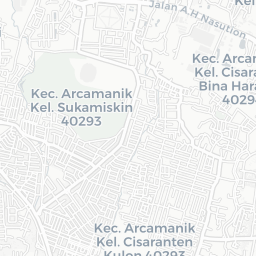 Jalan A.H Nasution
Kec. Arcamanik
Kel. Sukamiskin
40293
Kec. Arcam
Kel. Cisara
Bina Hara
4029
Kec. Arcamanik
Kel. Cisaranten
Kulon 40293